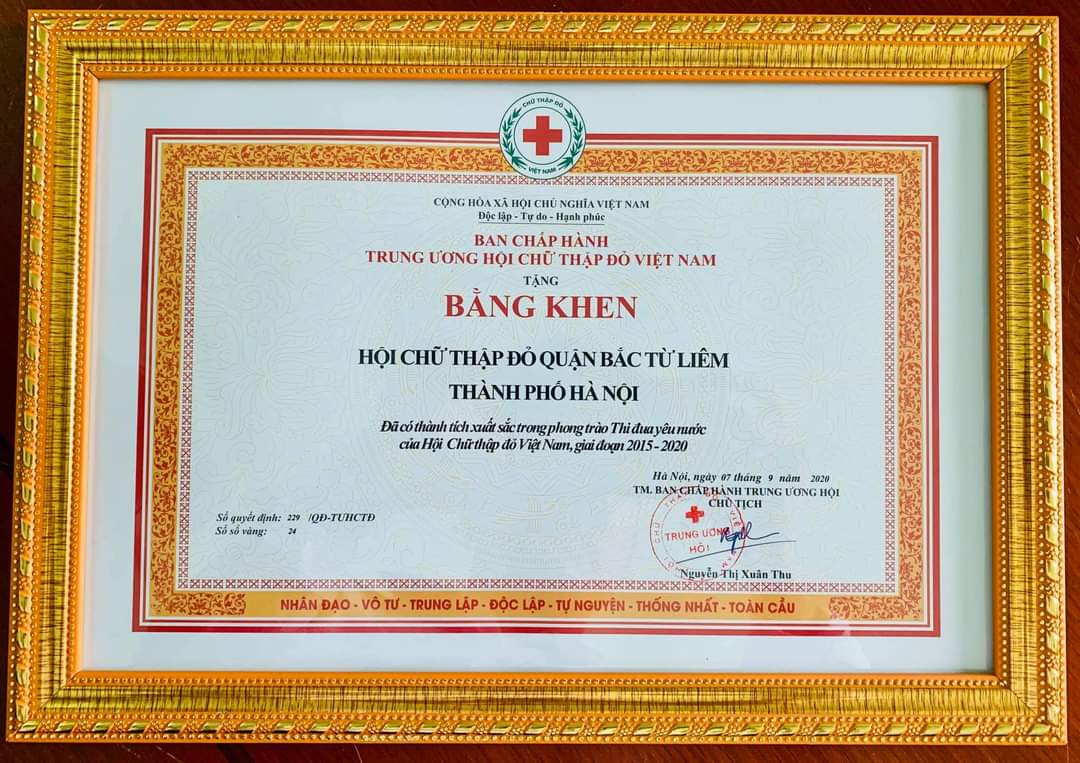 CHỮ THẬP ĐỎ
VIỆT NAM
CỘNG HÒA XÃ HỘI CHỦ NGHĨA VIỆT NAM
Độc lập - Tự do - Hạnh phúc
BAN CHẤP HÀNH
TRUNG ƯƠNG HỘI CHỮ THẬP ĐỎ VIỆT NAM
TẶNG
BẰNG KHEN
HỘI CHỮ THẬP ĐỎ QUẬN BẮC TỪ LIÊM
THÀNH PHỐ HÀ NỘI
Đã có thành tích xuất sắc trong phong trào Thi đua yêu nước
của Hội Chữ thập đỏ Việt Nam, giai đoạn 2015 - 2020
Hà Nội, ngày 07 tháng 9 năm 2020
TM. BAN CHẤP HÀNH TRUNG ƯƠNG HỘI
CHỦ TỊCH
Số quyết định: 229 /QĐ-TUHCTĐ
Số sổ vàng: 24
TRUNG ƯƠNG
HỘI
Nguyễn Thị Xuân Thu
NHÂN ĐẠO - VÔ TƯ - TRUNG LẬP - ĐỘC LẬP - TỰ NGUYỆN - THỐNG NHẤT - TOÀN CẦU